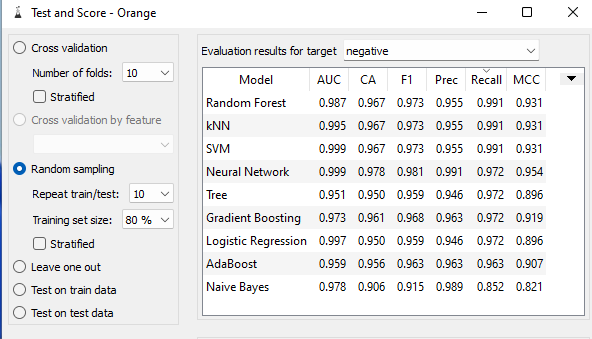 Test and Score - Orange
Cross validation
Number of folds: 10
Stratified
Cross validation by feature
Random sampling
Repeat train/test: 10
Training set size: 80 %
Stratified
Leave one out
Test on train data
Test on test data
Evaluation results for target negative
Model AUC CA F1 Prec Recall MCC
Random Forest 0.987 0.967 0.973 0.955 0.991 0.931
kNN 0.995 0.967 0.973 0.955 0.991 0.931
SVM 0.999 0.967 0.973 0.955 0.991 0.931
Neural Network 0.999 0.978 0.981 0.991 0.972 0.954
Tree 0.951 0.950 0.959 0.946 0.972 0.896
Gradient Boosting 0.973 0.961 0.968 0.963 0.972 0.919
Logistic Regression 0.997 0.950 0.959 0.946 0.972 0.896
AdaBoost 0.959 0.956 0.963 0.963 0.963 0.907
Naive Bayes 0.978 0.906 0.915 0.989 0.852 0.821